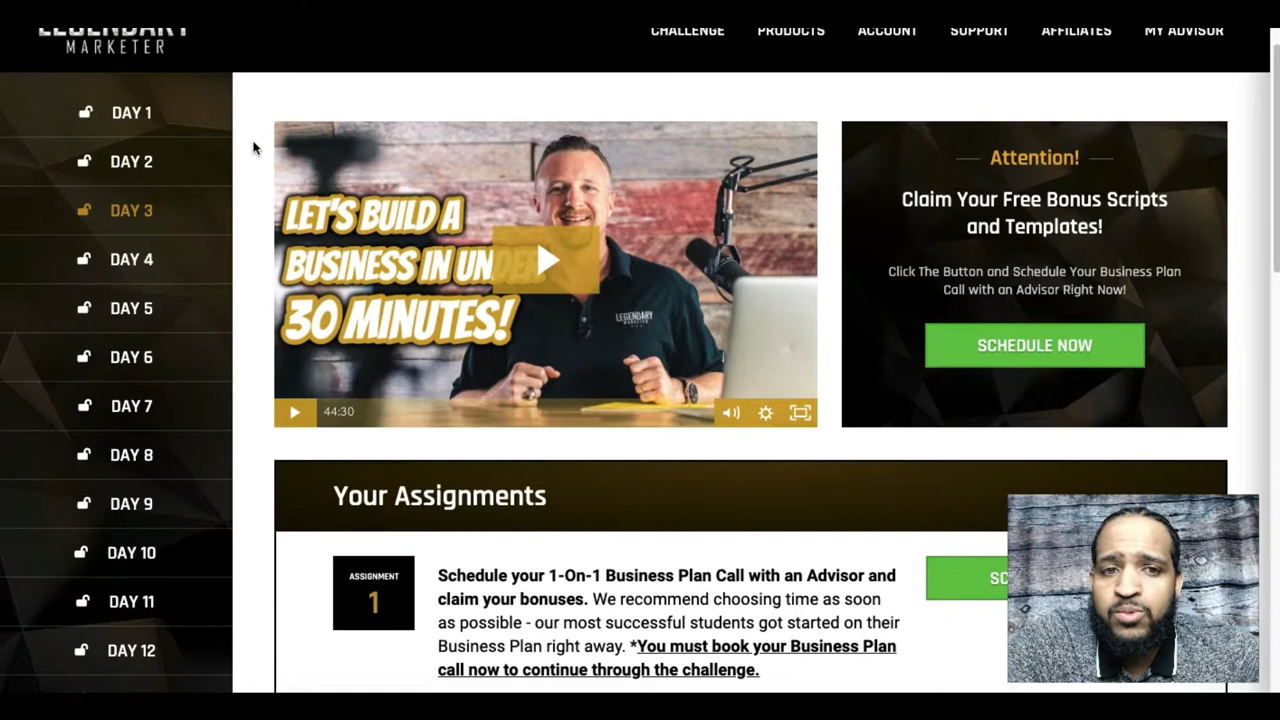 LEGENDARY
MARKETER
CHALLENGE
PRODUCTS
ACCOUNT
SUPPORT
AFFILIATES
MY ADVISOR
DAY 1
DAY 2
DAY 3
DAY 4
DAY 5
DAY 6
DAY 7
DAY 8
DAY 9
DAY 10
DAY 11
DAY 12
LET'S BUILD A
BUSINESS IN UNDER
30 MINUTES!
LEGENDARY
MARKETER
44:30
Attention!
Claim Your Free Bonus Scripts
and Templates!
Click The Button and Schedule Your Business Plan
Call with an Advisor Right Now!
SCHEDULE NOW
Your Assignments
ASSIGNMENT
1
Schedule your 1-On-1 Business Plan Call with an Advisor and
claim your bonuses. We recommend choosing time as soon
as possible - our most successful students got started on their
Business Plan right away. *You must book your Business Plan
call now to continue through the challenge.
SC